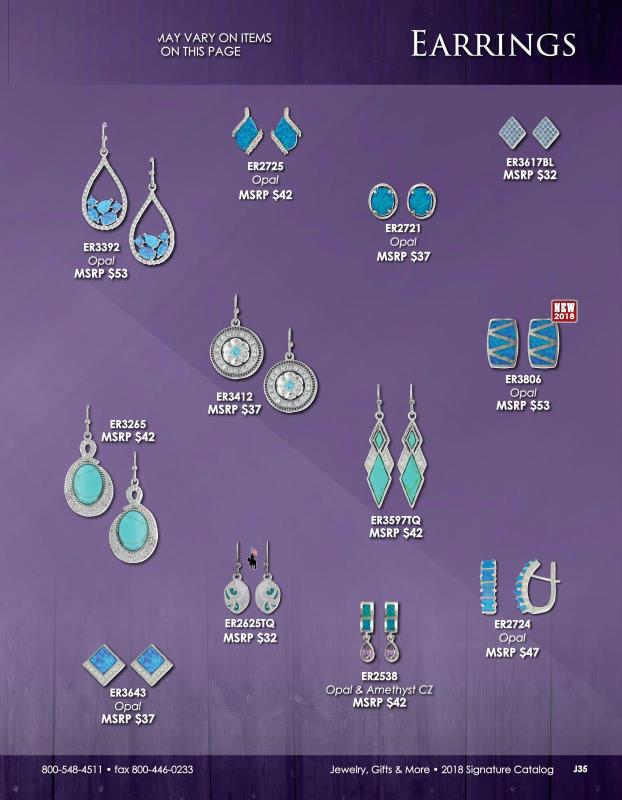 MAY VARY ON ITEMS
ON THIS PAGE
EARRINGS
ER2725
Opal
MSRP $42
ER3617BL
MSRP $32
ER2721
Opal
MSRP $37
ER3392
Opal
MSRP $53
NEW
2018
ER3806
Opal
MSRP $53
ER3412
MSRP $37
ER3265
MSRP $42
ER3597TQ
MSRP $42
ER2625TQ
MSRP $32
ER2724
Opal
MSRP $47
ER2538
Opal & Amethyst CZ
MSRP $42
ER3643
Opal
MSRP $37
800-548-4511 • fax 800-446-0233
Jewelry, Gifts & More • 2018 Signature Catalog J35